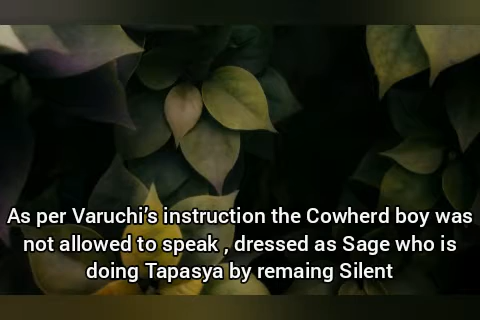 As per Varuchi's instruction the Cowherd boy was
not allowed to speak , dressed as Sage who is
doing Tapasya by remaing Silent